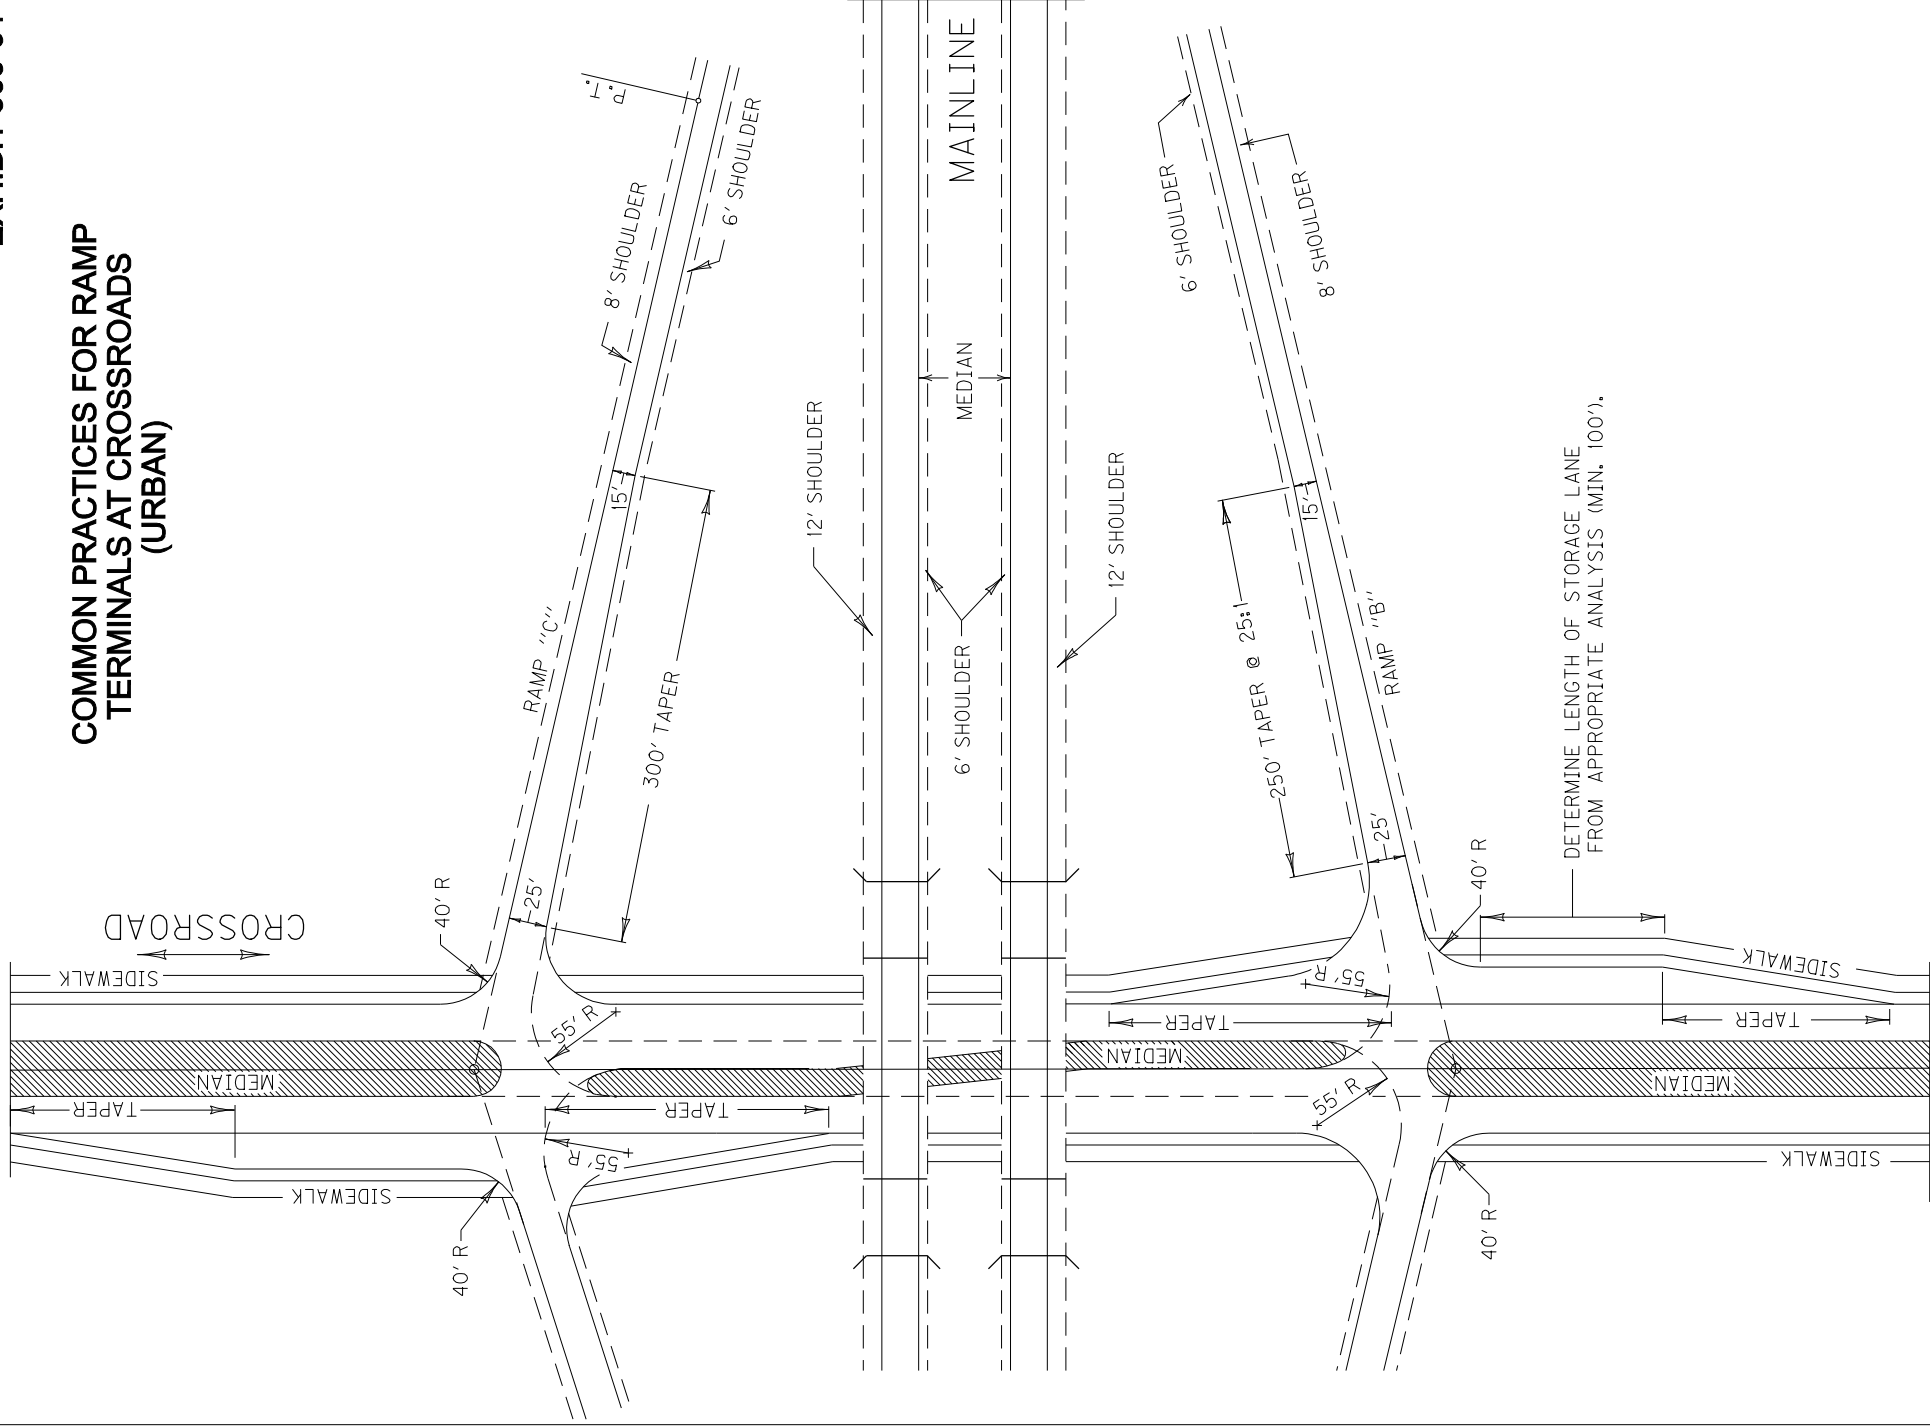 COMMON PRACTICES FOR RAMP
TERMINALS AT CROSSROADS
(URBAN)
CROSSROAD
SIDEWALK
MEDIAN
TAPER
SIDEWALK
40' R
40' R
RAMP "C"
25'
15'
300' TAPER
8' SHOULDER
6' SHOULDER
P.I.
55' R
55' R
TAPER
12' SHOULDER
6' SHOULDER
MEDIAN
MAINLINE
12' SHOULDER
MEDIAN
TAPER
55' R
55' R
250' TAPER @ 25:1
25'
15'
RAMP "B"
6' SHOULDER
8' SHOULDER
40' R
40' R
DETERMINE LENGTH OF STORAGE LANE
FROM APPROPRIATE ANALYSIS (MIN. 100').
SIDEWALK
TAPER
MEDIAN
SIDEWALK